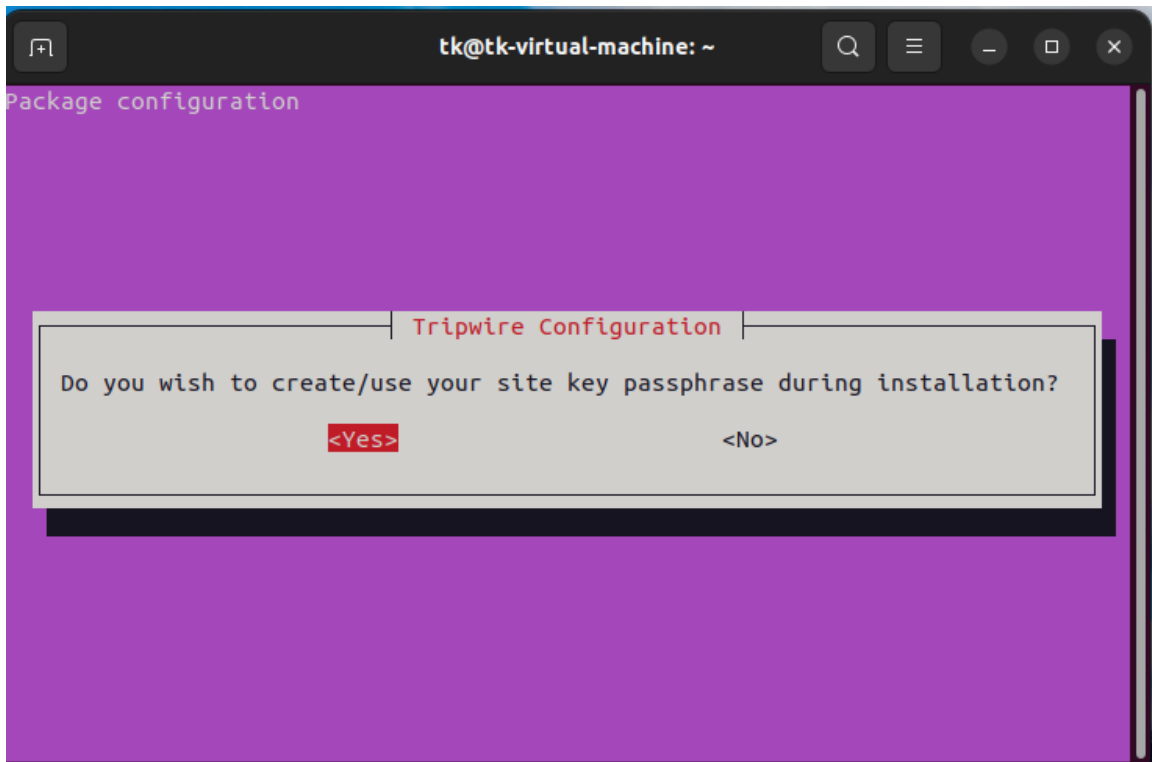 tk@tk-virtual-machine: ~
Package configuration
Tripwire Configuration
Do you wish to create/use your site key passphrase during installation?
<Yes> <No>